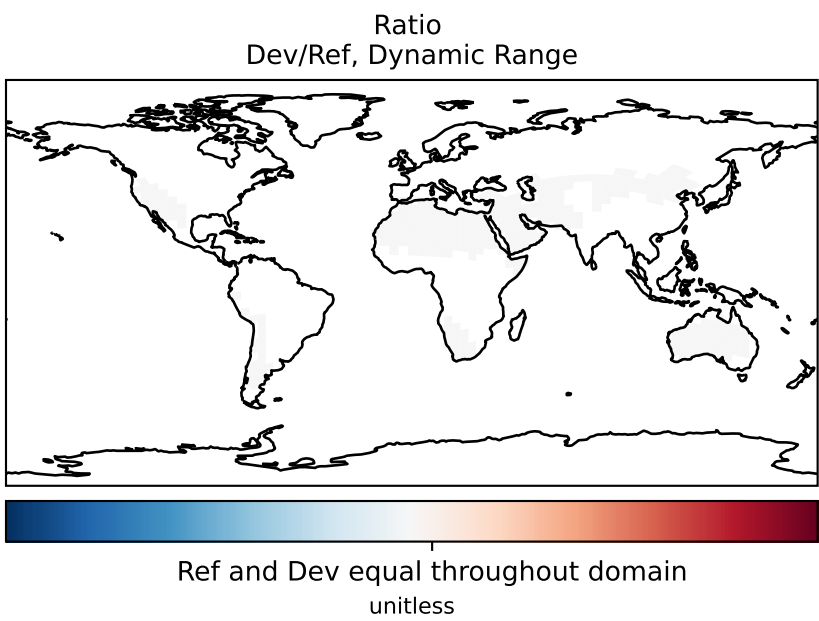 Ratio
Dev/Ref, Dynamic Range
Ref and Dev equal throughout domain
unitless